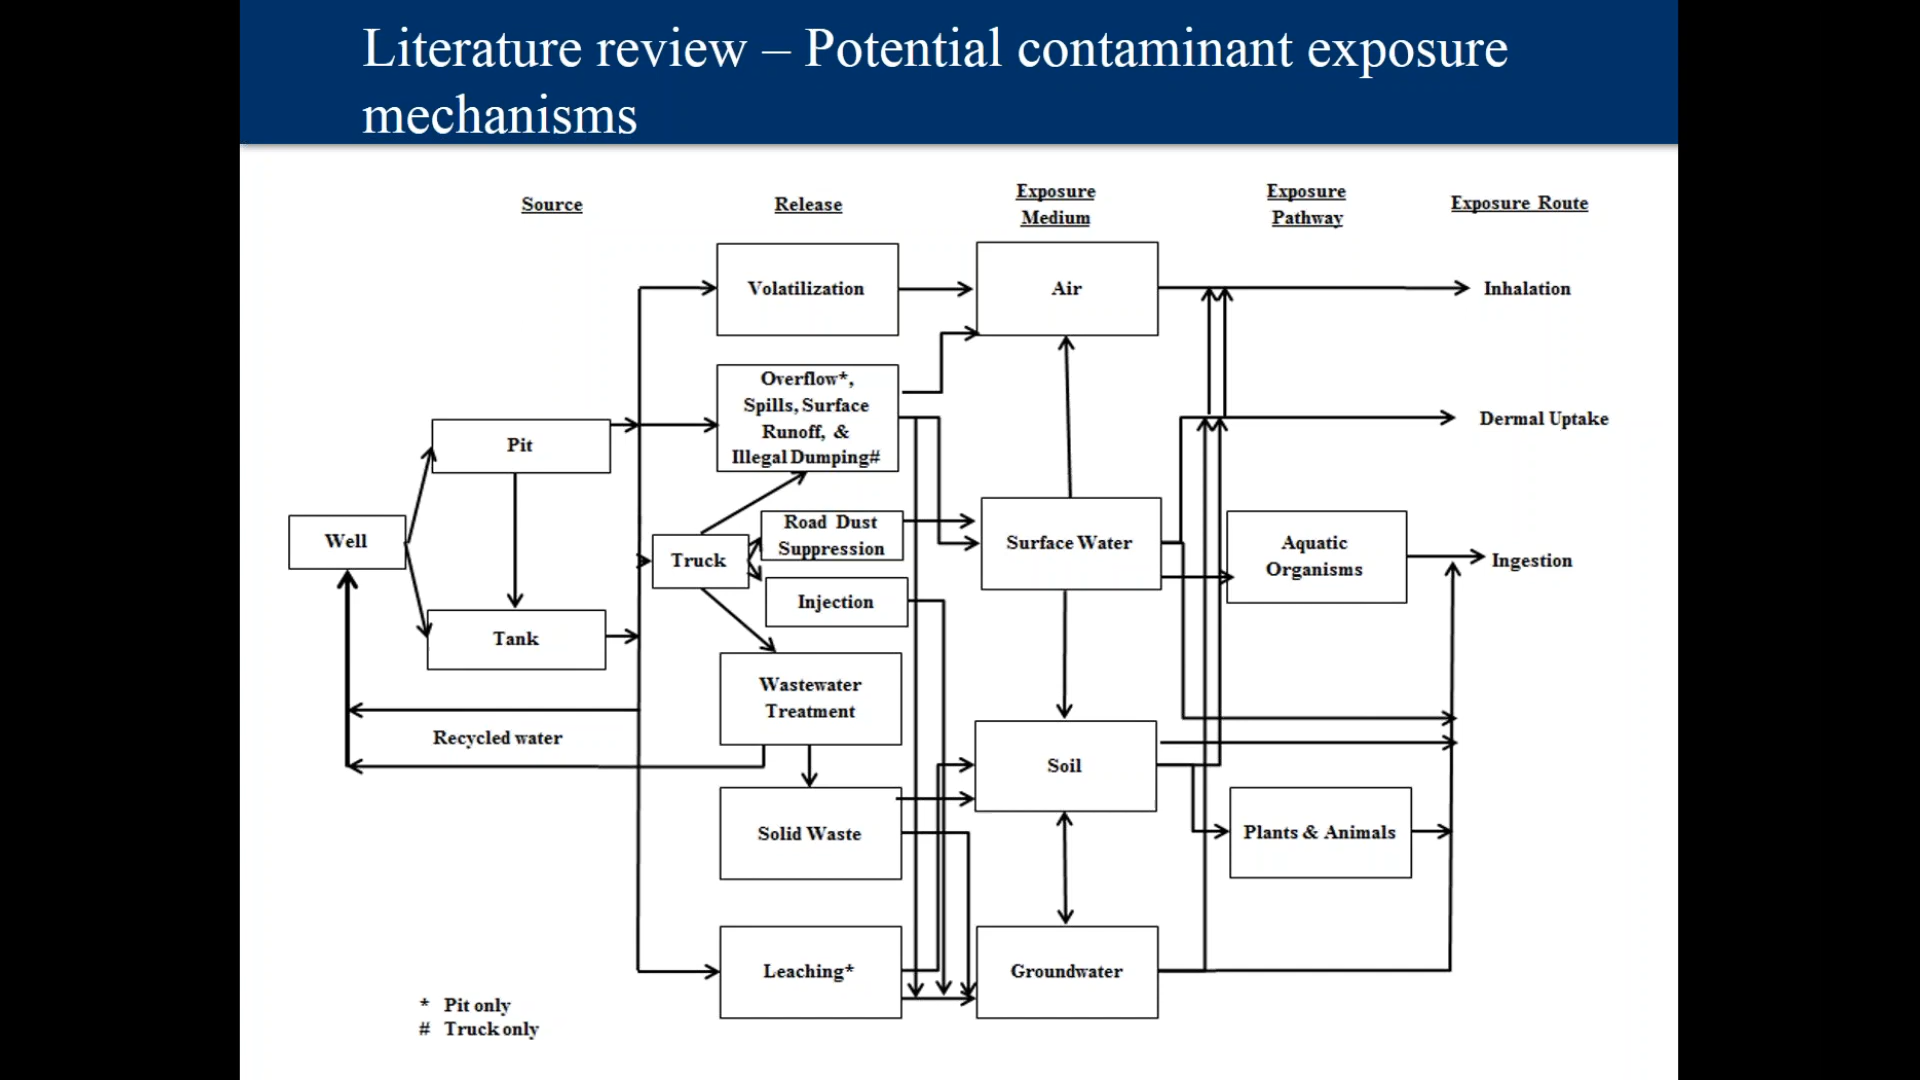 Literature review – Potential contaminant exposure
mechanisms
Source
Release
Exposure
Medium
Exposure
Pathway
Exposure Route
Volatilization
Air
Inhalation
Overflow*,
Spills, Surface
Runoff, &
Illegal Dumping#
Dermal Uptake
Pit
Well
Truck
Road Dust
Suppression
Surface Water
Aquatic
Organisms
Ingestion
Injection
Tank
Wastewater
Treatment
Recycled water
Soil
Solid Waste
Plants & Animals
Leaching*
Groundwater
* Pit only
# Truck only